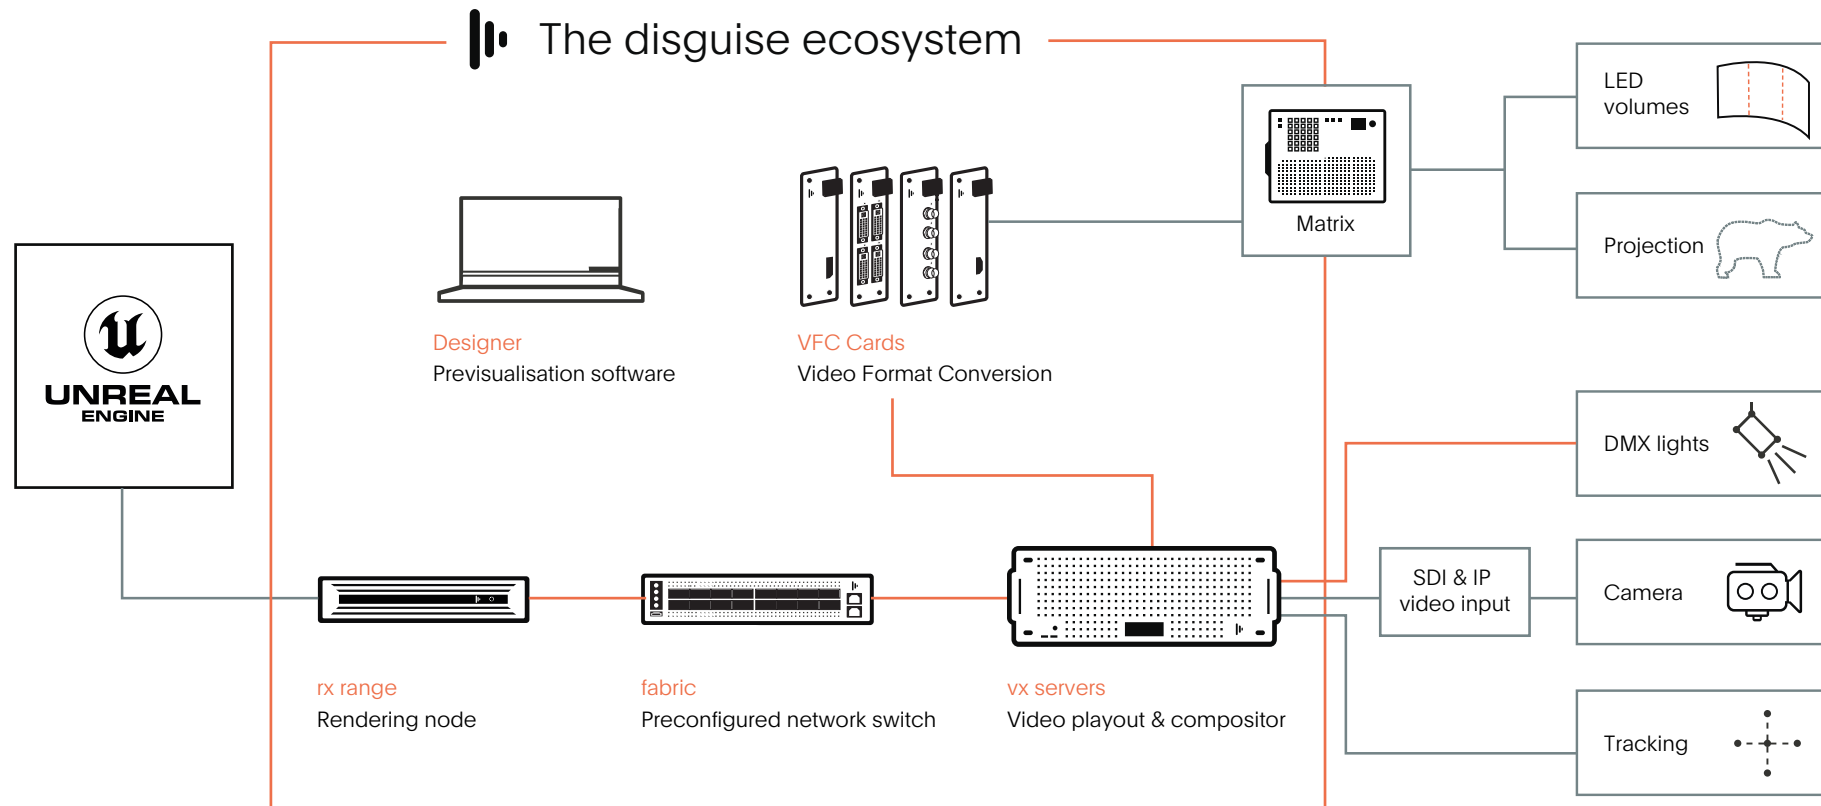 The disguise ecosystem
LED
volumes
Matrix
Projection
UNREAL
ENGINE
Designer
Previsualisation software
VFC Cards
Video Format Conversion
DMX lights
SDI & IP
video input
Camera
rx range
Rendering node
fabric
Preconfigured network switch
vx servers
Video playout & compositor
Tracking